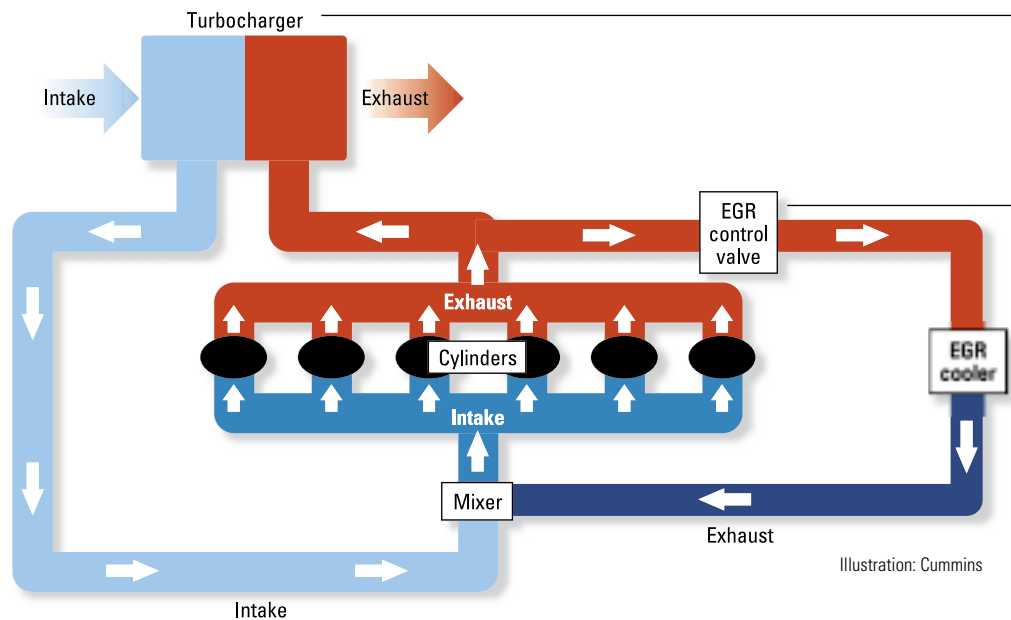 Turbocharger
Intake
Exhaust
EGR
control
valve
Exhaust
EGR
cooler
Cylinders
Intake
Mixer
Exhaust
Illustration: Cummins
Intake